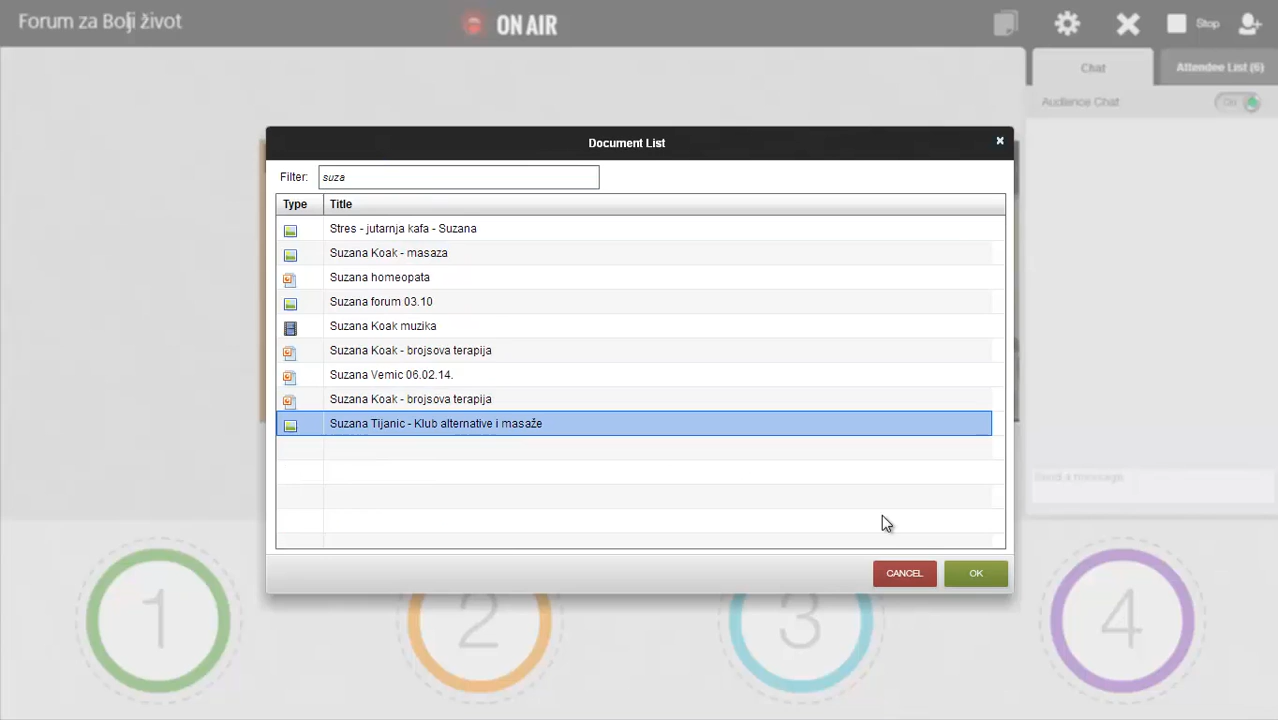 Forum za Bolji život
ON AIR
Stop
Chat
Attendee List (6)
Audience Chat
On
Document List
Filter:
suza
Type Title
Stres - jutarnja kafa - Suzana
Suzana Koak - masaza
Suzana homeopata
Suzana forum 03.10
Suzana Koak muzika
Suzana Koak - brojsova terapija
Suzana Vemic 06.02.14.
Suzana Koak - brojsova terapija
Suzana Tijanic - Klub alternative i masaže
Send a message
CANCEL OK
1 2 3 4